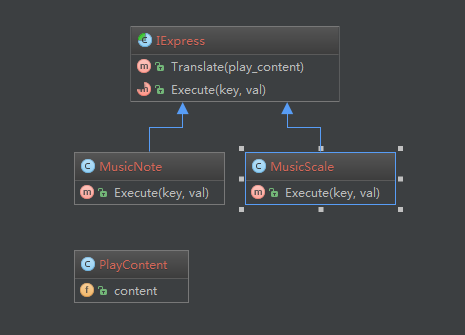 IExpress
Translate(play_content)
Execute(key, val)
MusicNote
Execute(key, val)
MusicScale
Execute(key, val)
PlayContent
content